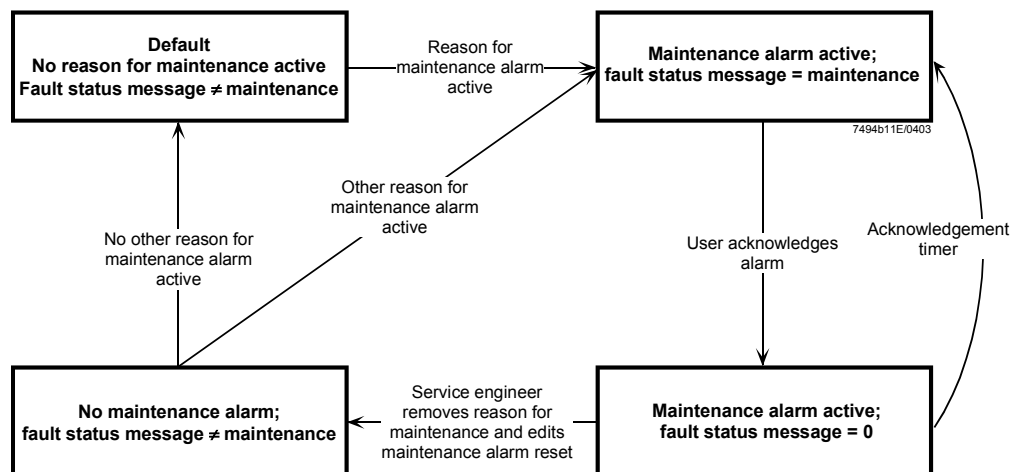 Default
No reason for maintenance active
Fault status message ≠ maintenance
Reason for
maintenance alarm
active
Maintenance alarm active;
fault status message = maintenance
7494b11E/0403
Other reason for
maintenance alarm
active
No other reason for
maintenance alarm
active
User acknowledges
alarm
Acknowledgement
timer
No maintenance alarm;
fault status message ≠ maintenance
Service engineer
removes reason for
maintenance and edits
maintenance alarm reset
Maintenance alarm active;
fault status message = 0